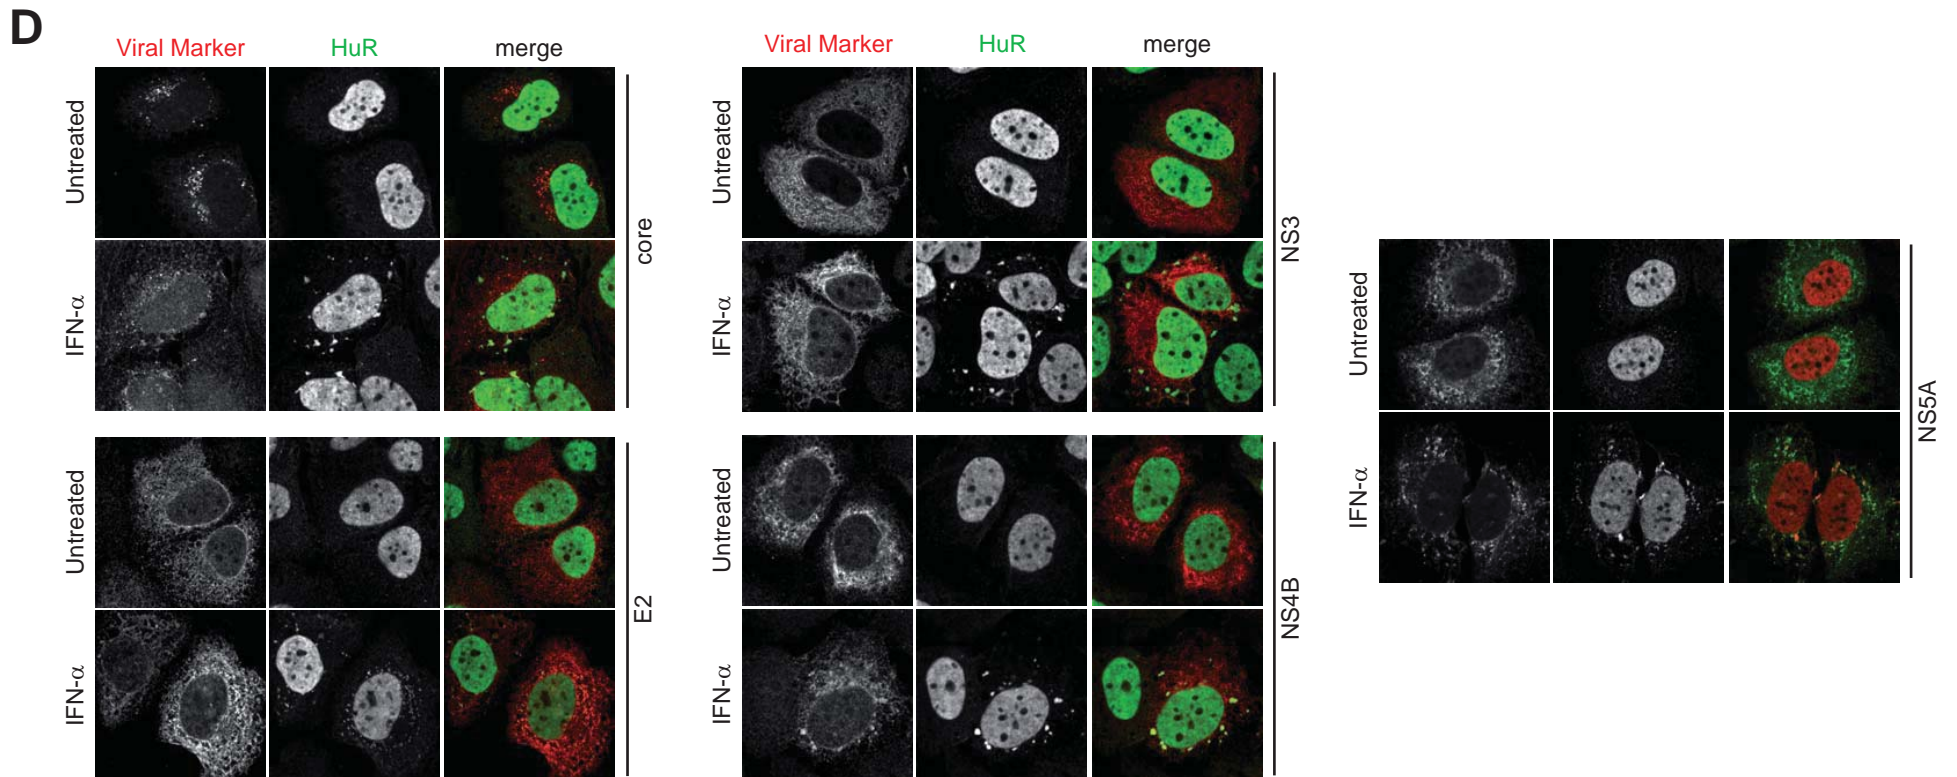 D
Viral Marker HuR merge
Untreated
IFN-α
core
Untreated
IFN-α
E2
Viral Marker HuR merge
Untreated
IFN-α
NS3
Untreated
IFN-α
NS4B
Untreated
IFN-α
NS5A